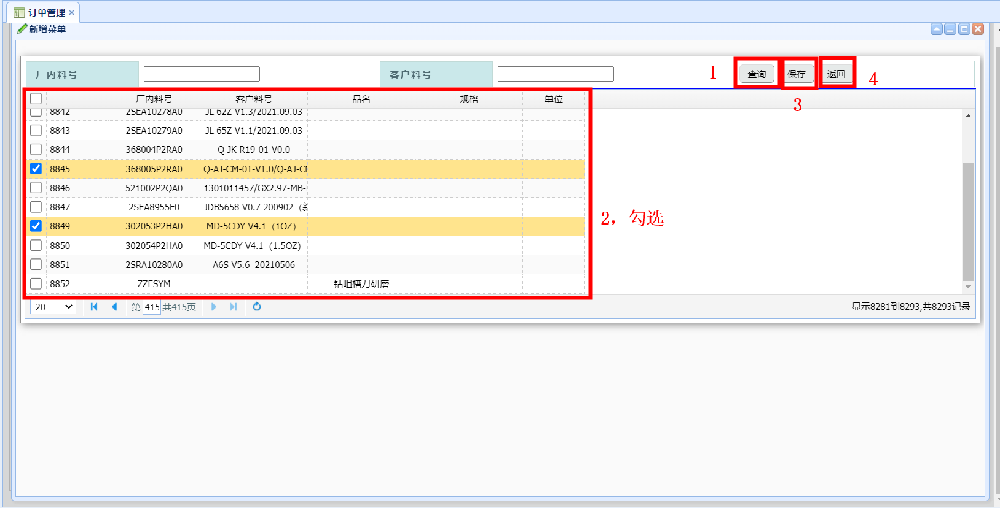 订单管理
新增菜单
厂内料号 客户料号 1 查询 保存 返回 4
3
厂内料号 客户料号 品名 规格 单位
8842 2SEA10278A0 JL-62Z-V1.3/2021.09.03
8843 2SEA10279A0 JL-65Z-V1.1/2021.09.03
8844 368004P2RA0 Q-JK-R19-01-V0.0
8845 368005P2RA0 Q-AJ-CM-01-V1.0/Q-AJ-CM
8846 521002P2QA0 1301011457/GX2.97-MB-
8847 2SEA8955F0 JDB5658 V0.7 200902（新
2，勾选
8849 302053P2HA0 MD-5CDY V4.1（1OZ）
8850 302054P2HA0 MD-5CDY V4.1（1.5OZ）
8851 2SRA10280A0 A6S V5.6_20210506
8852 ZZESYM 钻咀槽刀研磨
20 第 415 共415页 显示8281到8293,共8293记录